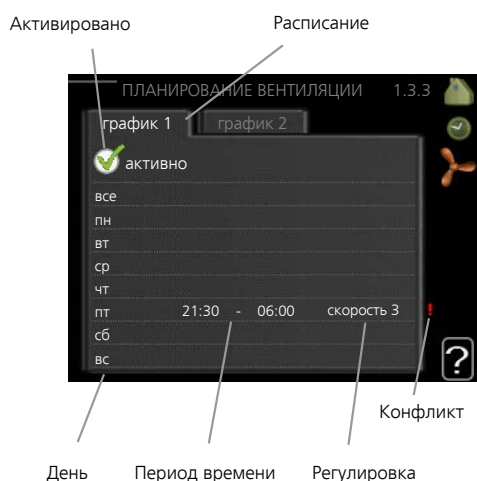 Активировано
Расписание
ПЛАНИРОВАНИЕ ВЕНТИЛЯЦИИ 1.3.3
график 1 график 2
активно
все
пн
вт
ср
чт
пт 21:30 - 06:00 скорость 3 !
сб
вс
?
Конфликт
День Период времени Регулировка